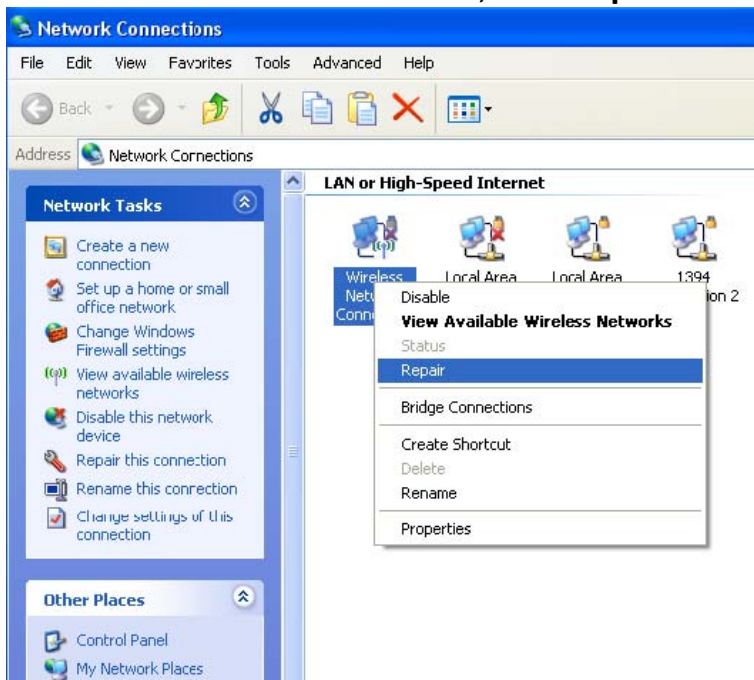 Network Connections
File Edit View Favorites Tools Advanced Help
Back
Address Network Connections
Network Tasks
Create a new
connection
Set up a home or small
office network
Change Windows
Firewall settings
View available wireless
networks
Disable this network
device
Repair this connection
Rename this connection
Change settings of this
connection
Other Places
Control Panel
My Network Places
LAN or High-Speed Internet
Wireless Local Area Local Area 1394
Disable
View Available Wireless Networks
Status
Repair
Bridge Connections
Create Shortcut
Delete
Rename
Properties